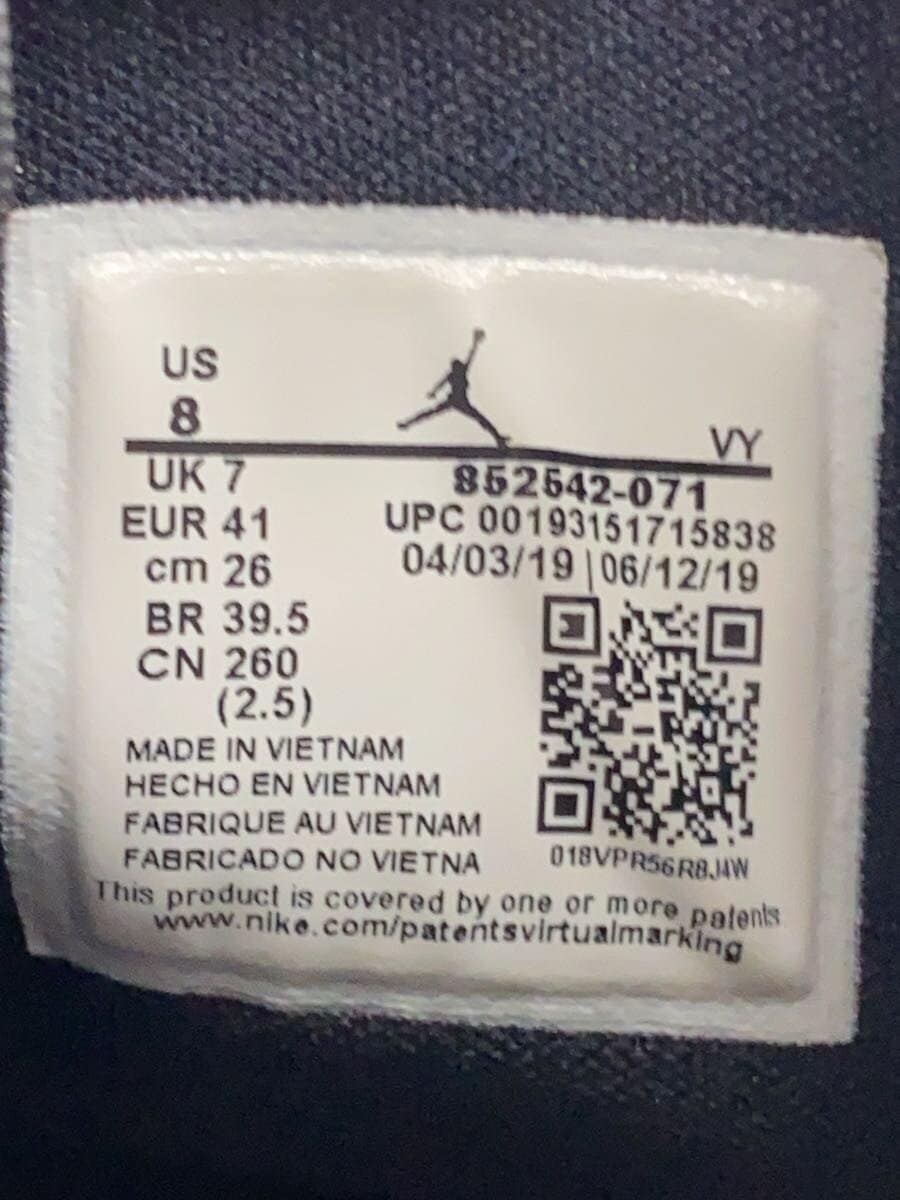 US
8
VY
UK 7
852542-071
EUR 41
UPC 00193151715838
cm 26
04/03/19 | 06/12/19
BR 39.5
CN 260
(2.5)
MADE IN VIETNAM
HECHO EN VIETNAM
FABRIQUE AU VIETNAM
FABRICADO NO VIETNA
018VPR56R8J4W
This product is covered by one or more patents
www.nike.com/patentsvirtualmarking